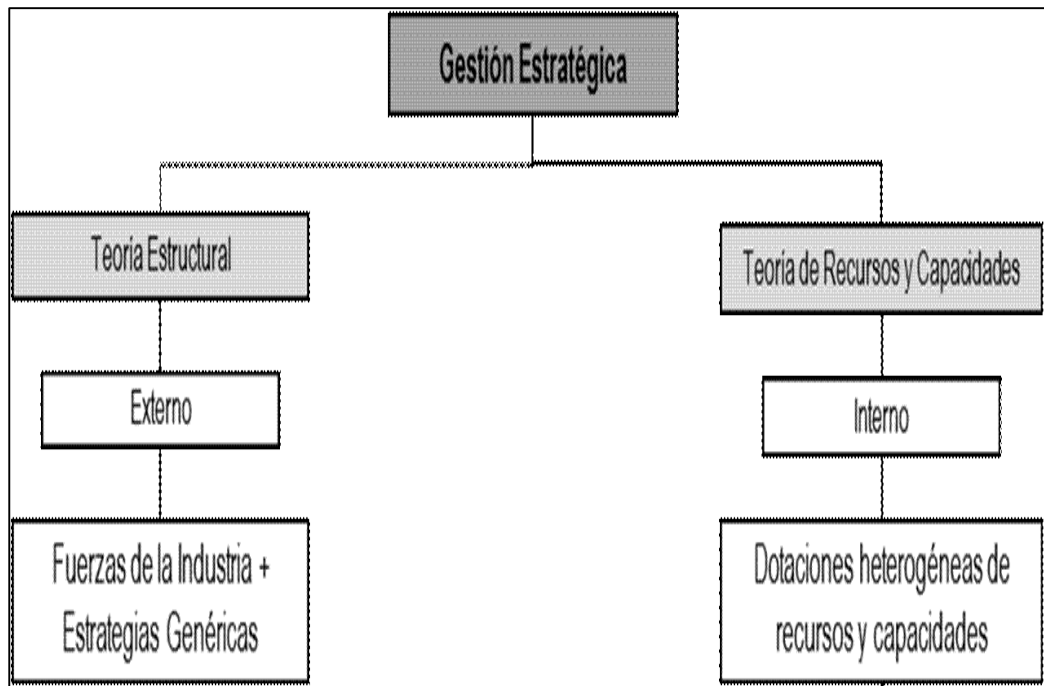 Gestión Estratégica
Teoría Estructural
Teoría de Recursos y Capacidades
Externo
Interno
Fuerzas de la Industria +
Estrategias Genéricas
Dotaciones heterogéneas de
recursos y capacidades